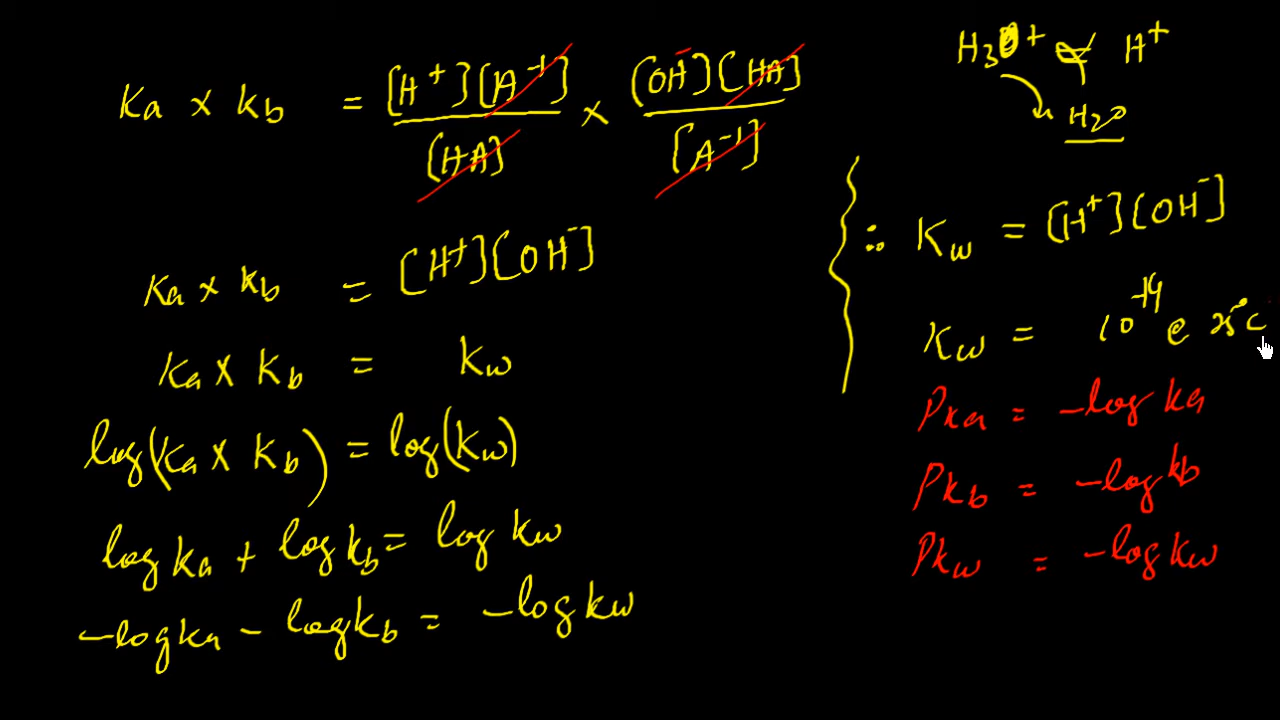 Ka × Kb = [H⁺][A⁻¹]/[HA] × [OH⁻][HA]/[A⁻¹]
Ka × Kb = [H⁺][OH⁻]
Ka × Kb = Kw
log(Ka × Kb) = log(Kw)
log Ka + log Kb = log Kw
-log Ka - log Kb = -log Kw
H3O⁺ H⁺
H2O
∴ Kw = [H⁺][OH⁻]
Kw = 10⁻¹⁴ @ 25°C
Pka = -log ka
Pkb = -log kb
Pkw = -log kw